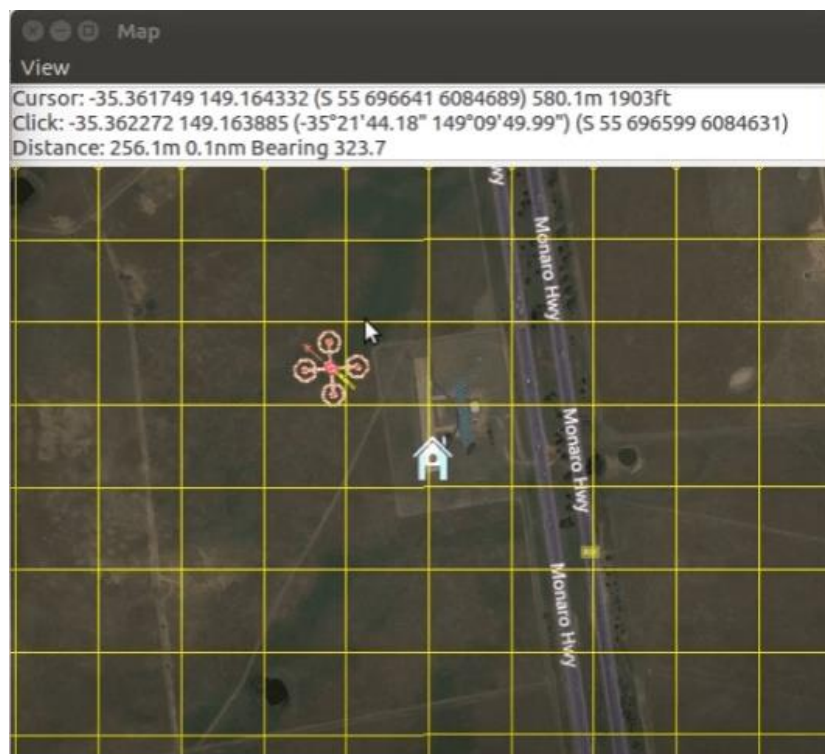 Map
View
Cursor: -35.361749 149.164332 (S 55 696641 6084689) 580.1m 1903ft
Click: -35.362272 149.163885 (-35°21'44.18" 149°09'49.99") (S 55 696599 6084631)
Distance: 256.1m 0.1nm Bearing 323.7
Monaro Hwy
Monaro Hwy
Monaro Hwy